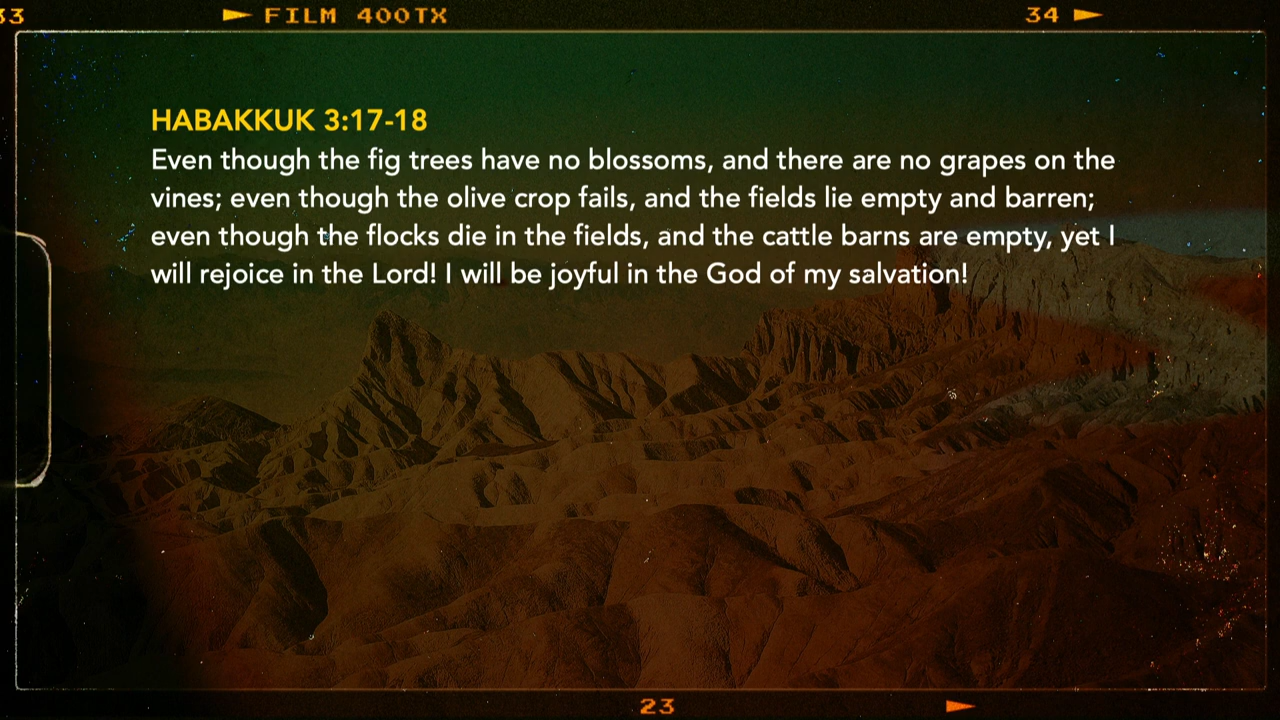 33 FILM 400TX 34
HABAKKUK 3:17-18
Even though the fig trees have no blossoms, and there are no grapes on the
vines; even though the olive crop fails, and the fields lie empty and barren;
even though the flocks die in the fields, and the cattle barns are empty, yet I
will rejoice in the Lord! I will be joyful in the God of my salvation!
23